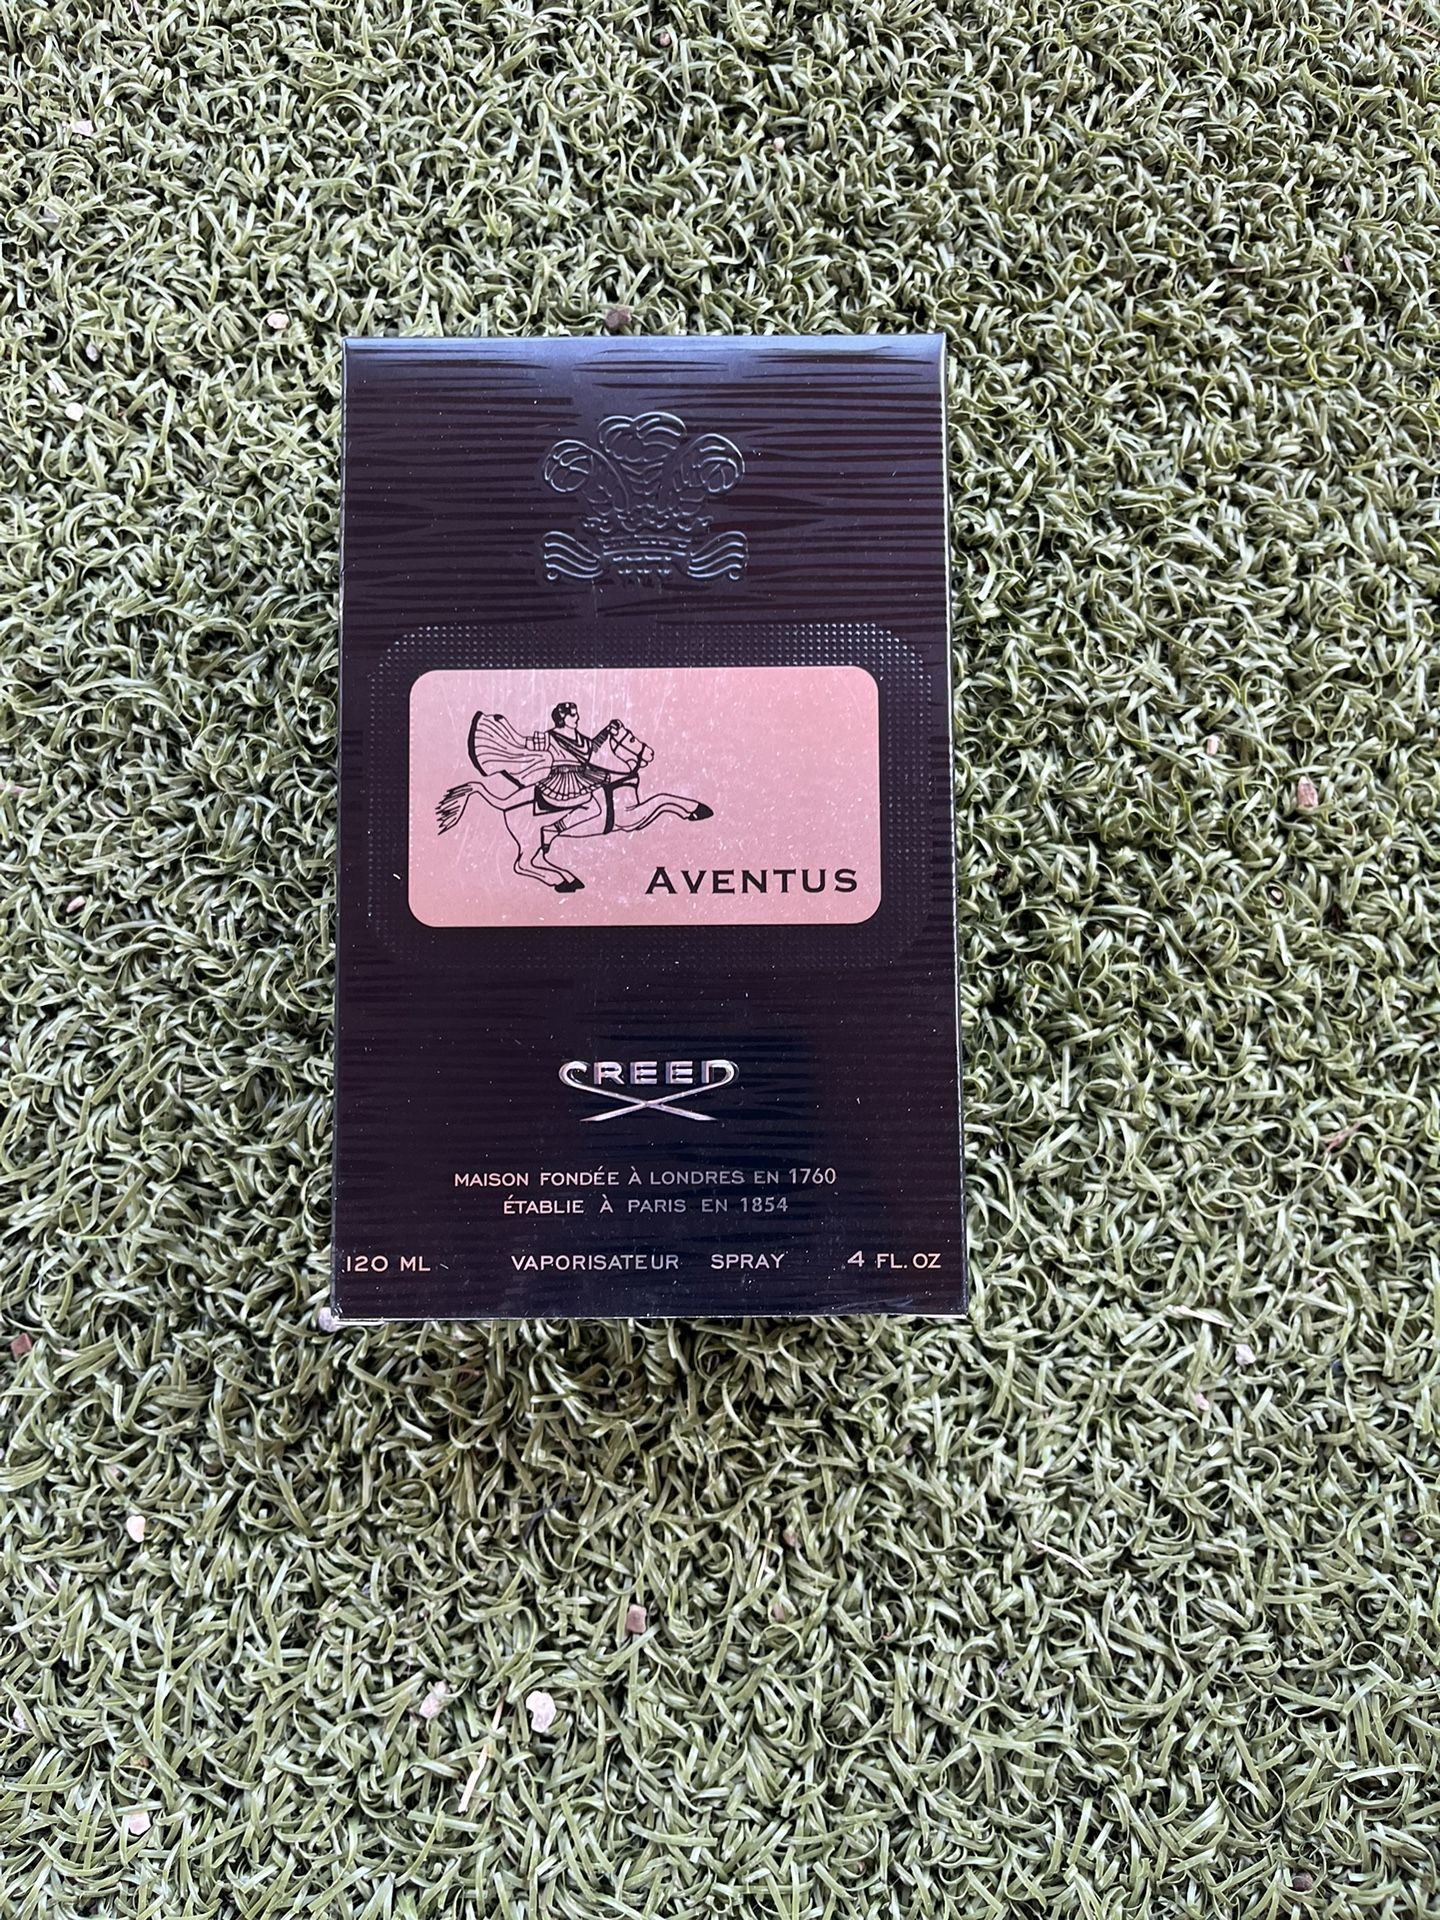 AVENTUS
CREED
MAISON FONDÉE À LONDRES EN 1760
ÉTABLIE À PARIS EN 1854
120 ML VAPORISATEUR SPRAY 4 FL.OZ